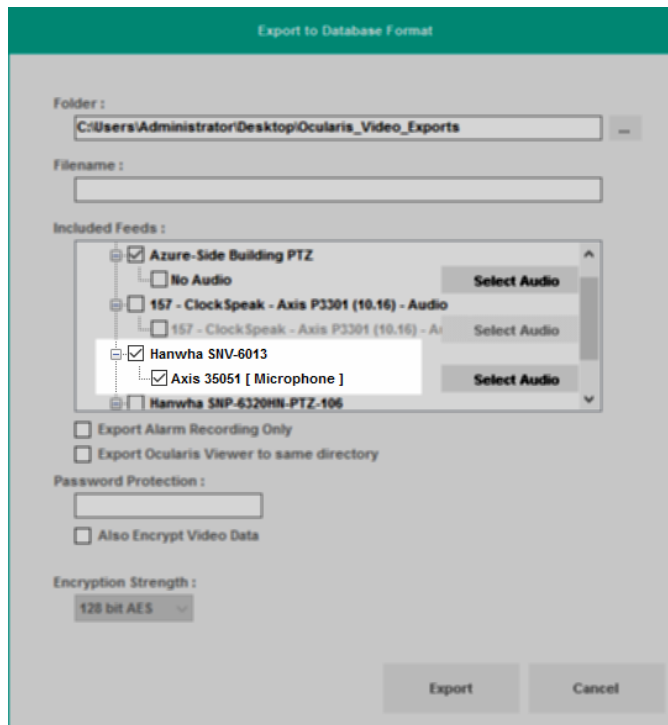 Export to Database Format
Folder :
C:\Users\Administrator\Desktop\Ocularis_Video_Exports
...
Filename :
Included Feeds :
Azure-Side Building PTZ
No Audio Select Audio
157 - ClockSpeak - Axis P3301 (10.16) - Audio
157 - ClockSpeak - Axis P3301 (10.16) - Au Select Audio
Hanwha SNV-6013
Axis 35051 [ Microphone ] Select Audio
Hanwha SNP-6320HN-PTZ-106
Export Alarm Recording Only
Export Ocularis Viewer to same directory
Password Protection :
Also Encrypt Video Data
Encryption Strength :
128 bit AES
Export Cancel